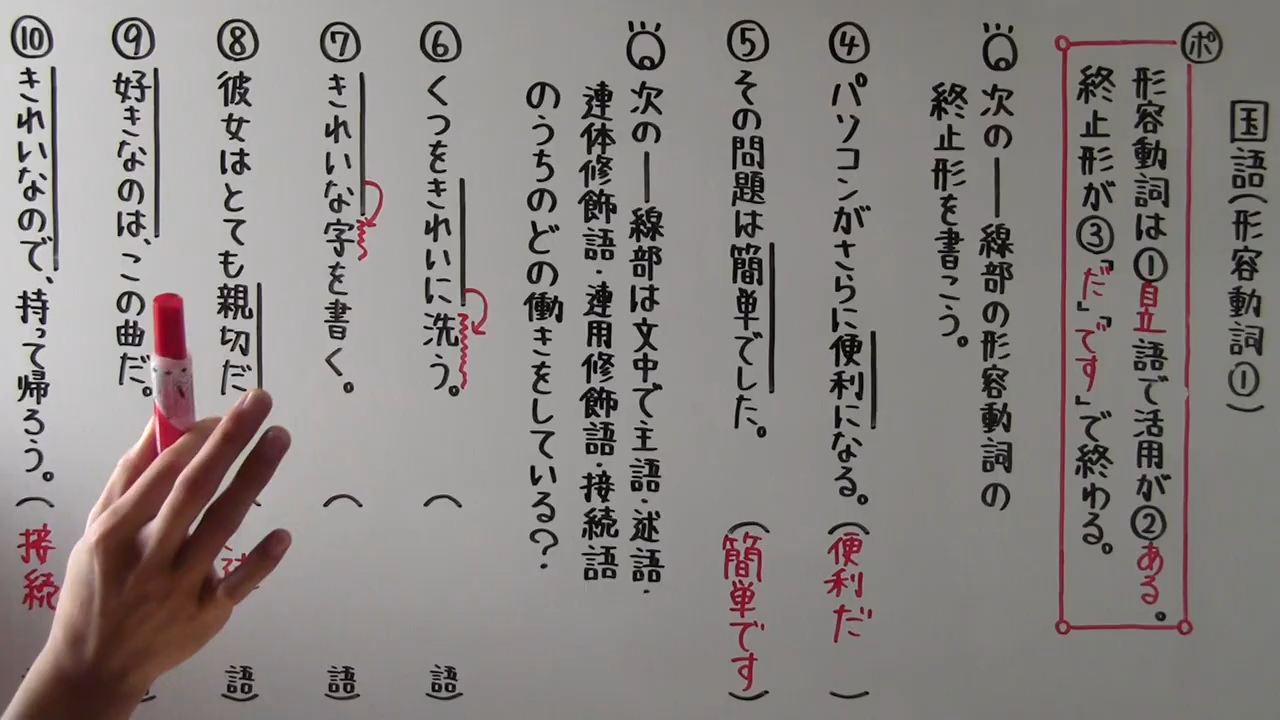 国語(形容動詞①)
ポ
形容動詞は①自立語で活用が②ある。
終止形が③「だ」「です」で終わる。
Q 次の―線部の形容動詞の
終止形を書こう。
④パソコンがさらに便利になる。(便利だ)
⑤その問題は簡単でした。(簡単です)
Q 次の―線部は文中で主語・述語・
連体修飾語・連用修飾語・接続語
のうちのどの働きをしている?
⑥くつをきれいに洗う。( 語)
⑦きれいな字を書く。( 語)
⑧彼女はとても親切だ 語)
⑨好きなのは、この曲だ。
⑩きれいなので、持って帰ろう。(接続